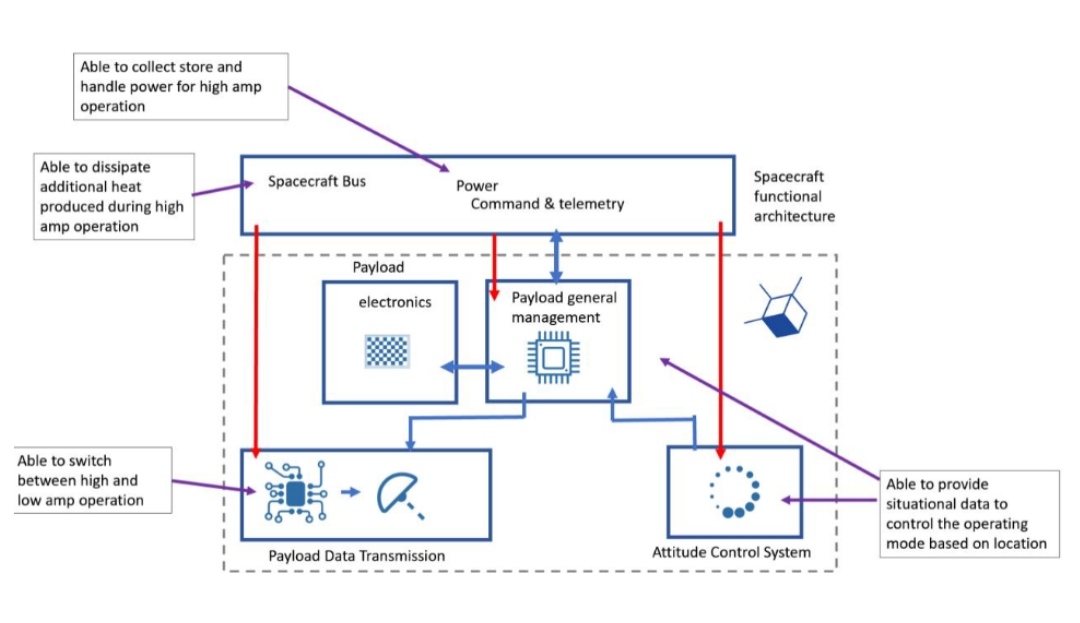 Able to collect store and
handle power for high amp
operation
Able to dissipate
additional heat
produced during high
amp operation
Spacecraft Bus
Power
Command & telemetry
Spacecraft
functional
architecture
Payload
electronics
Payload general
management
Able to switch
between high and
low amp operation
Payload Data Transmission
Attitude Control System
Able to provide
situational data to
control the operating
mode based on location